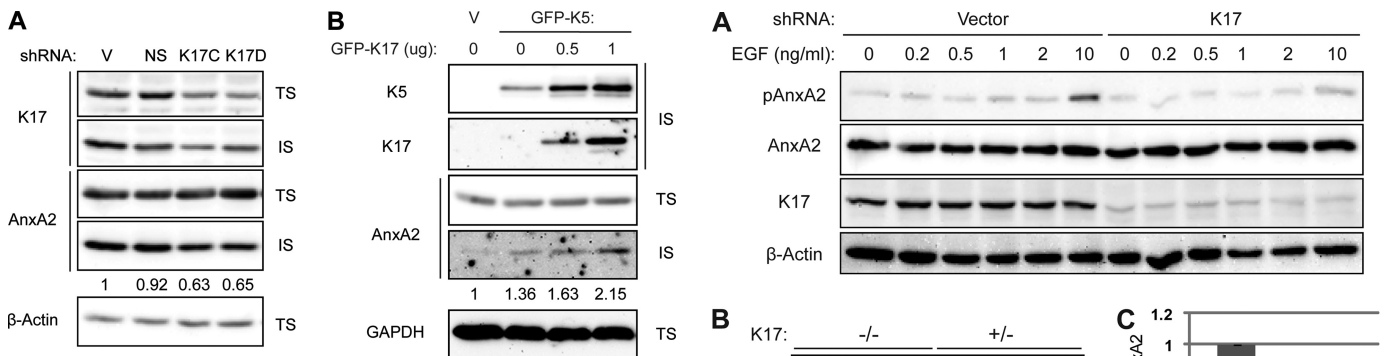 A
shRNA: V NS K17C K17D
K17
TS
IS
AnxA2
TS
IS
1 0.92 0.63 0.65
β-Actin TS
B
V GFP-K5:
GFP-K17 (ug): 0 0 0.5 1
K5
K17
IS
AnxA2
TS
IS
1 1.36 1.63 2.15
GAPDH TS
A
shRNA: Vector K17
EGF (ng/ml): 0 0.2 0.5 1 2 10 0 0.2 0.5 1 2 10
pAnxA2
AnxA2
K17
β-Actin
B
K17: -/- +/-
C
1.2
1